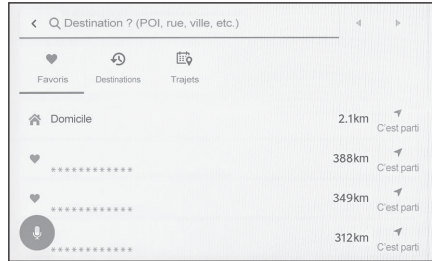 Destination ? (POI, rue, ville, etc.)
Favoris
Destinations
Trajets
Domicile
2.1km
C'est parti
************
388km
C'est parti
************
349km
C'est parti
************
312km
C'est parti